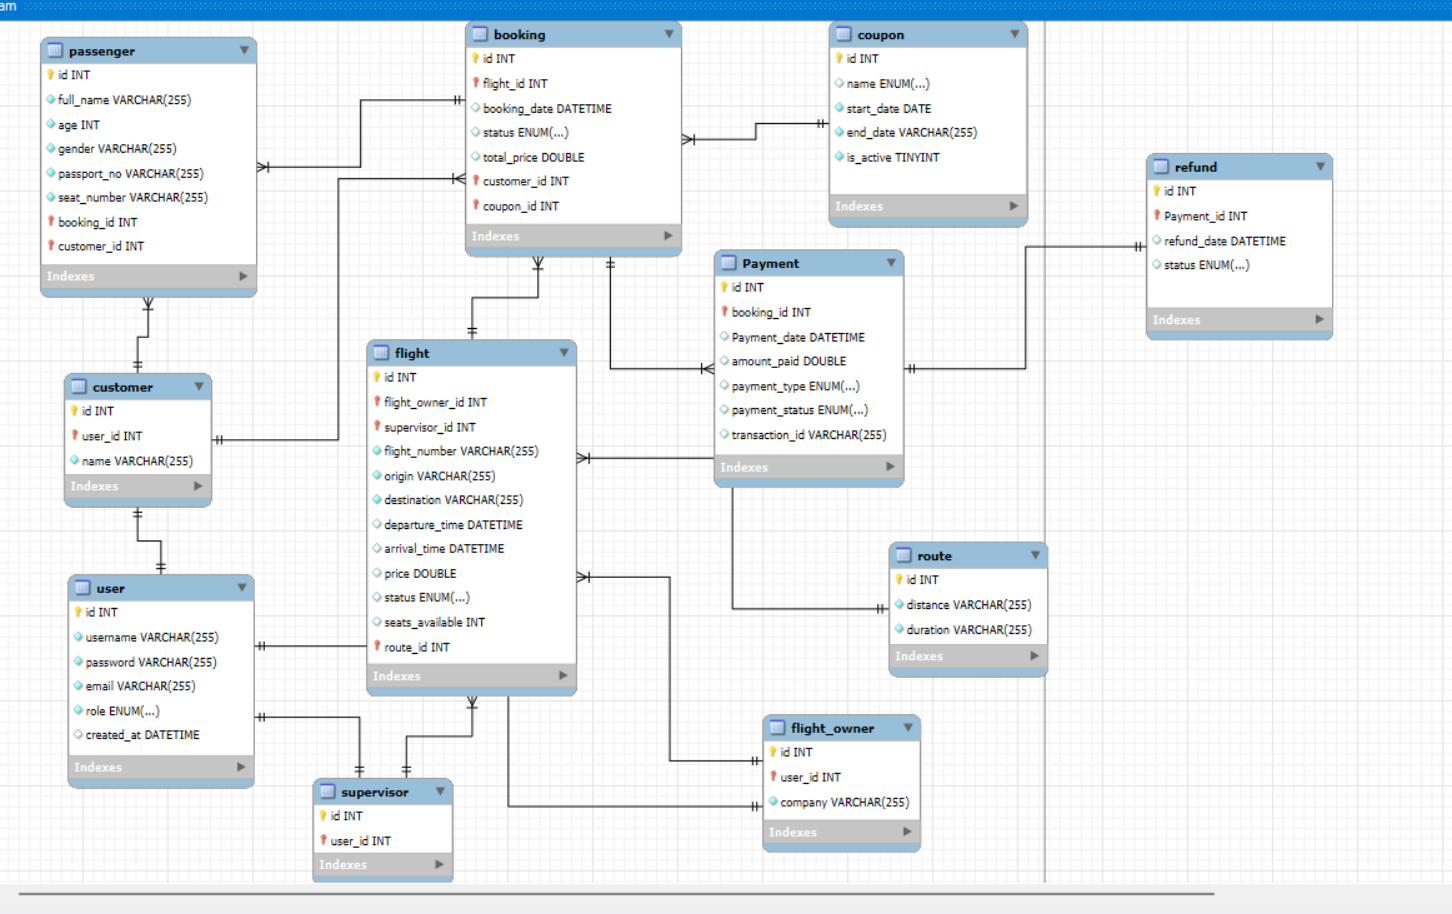 am
passenger
id INT
full_name VARCHAR(255)
age INT
gender VARCHAR(255)
passport_no VARCHAR(255)
seat_number VARCHAR(255)
booking_id INT
customer_id INT
Indexes
booking
id INT
flight_id INT
booking_date DATETIME
status ENUM(...)
total_price DOUBLE
customer_id INT
coupon_id INT
Indexes
coupon
id INT
name ENUM(...)
start_date DATE
end_date VARCHAR(255)
is_active TINYINT
Indexes
refund
id INT
Payment_id INT
refund_date DATETIME
status ENUM(...)
Indexes
Payment
id INT
booking_id INT
Payment_date DATETIME
amount_paid DOUBLE
payment_type ENUM(...)
payment_status ENUM(...)
transaction_id VARCHAR(255)
Indexes
flight
id INT
flight_owner_id INT
supervisor_id INT
flight_number VARCHAR(255)
origin VARCHAR(255)
destination VARCHAR(255)
departure_time DATETIME
arrival_time DATETIME
price DOUBLE
status ENUM(...)
seats_available INT
route_id INT
Indexes
customer
id INT
user_id INT
name VARCHAR(255)
Indexes
route
id INT
distance VARCHAR(255)
duration VARCHAR(255)
Indexes
user
id INT
username VARCHAR(255)
password VARCHAR(255)
email VARCHAR(255)
role ENUM(...)
created_at DATETIME
Indexes
flight_owner
id INT
user_id INT
company VARCHAR(255)
Indexes
supervisor
id INT
user_id INT
Indexes